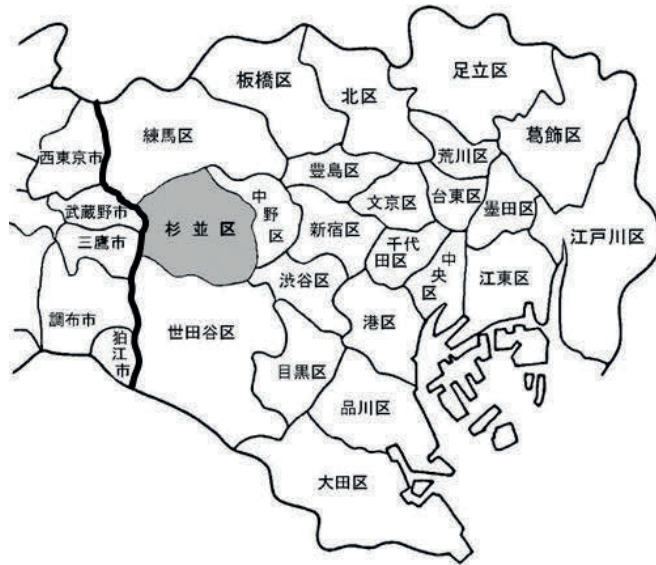 足立区
板橋区
北区
葛飾区
練馬区
荒川区
西東京市
豊島区
台東区
文京区
墨田区
中野区
武蔵野市
杉並区
新宿区
江戸川区
三鷹市
千代
田区
中央区
渋谷区
江東区
調布市
世田谷区
港区
狛江市
目黒区
品川区
大田区